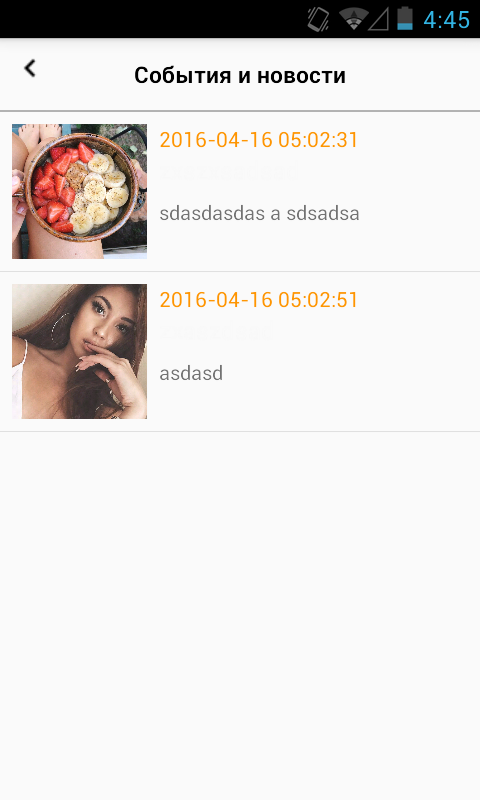 4:45
События и новости
2016-04-16 05:02:31
sdasdasdas a sdsadsa
2016-04-16 05:02:51
asdasd